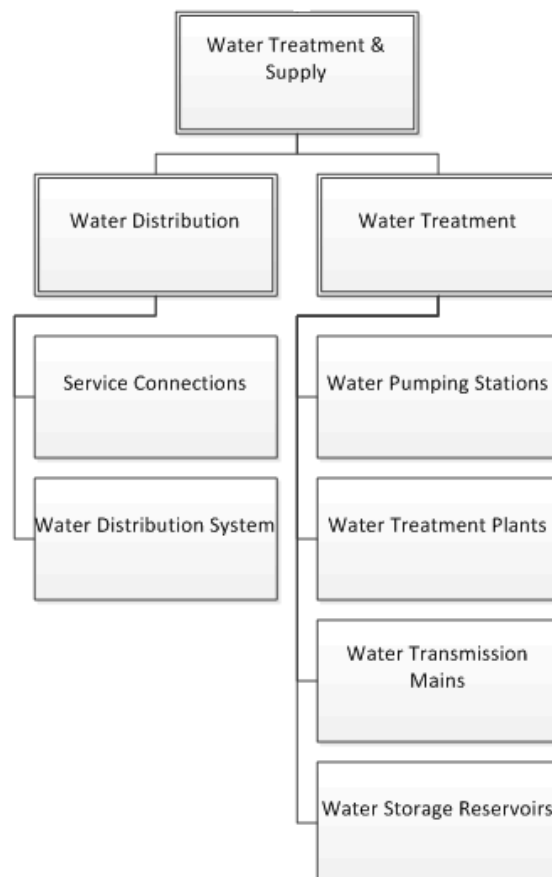 Water Treatment &
Supply
Water Distribution
Water Treatment
Service Connections
Water Pumping Stations
Water Distribution System
Water Treatment Plants
Water Transmission
Mains
Water Storage Reservoirs